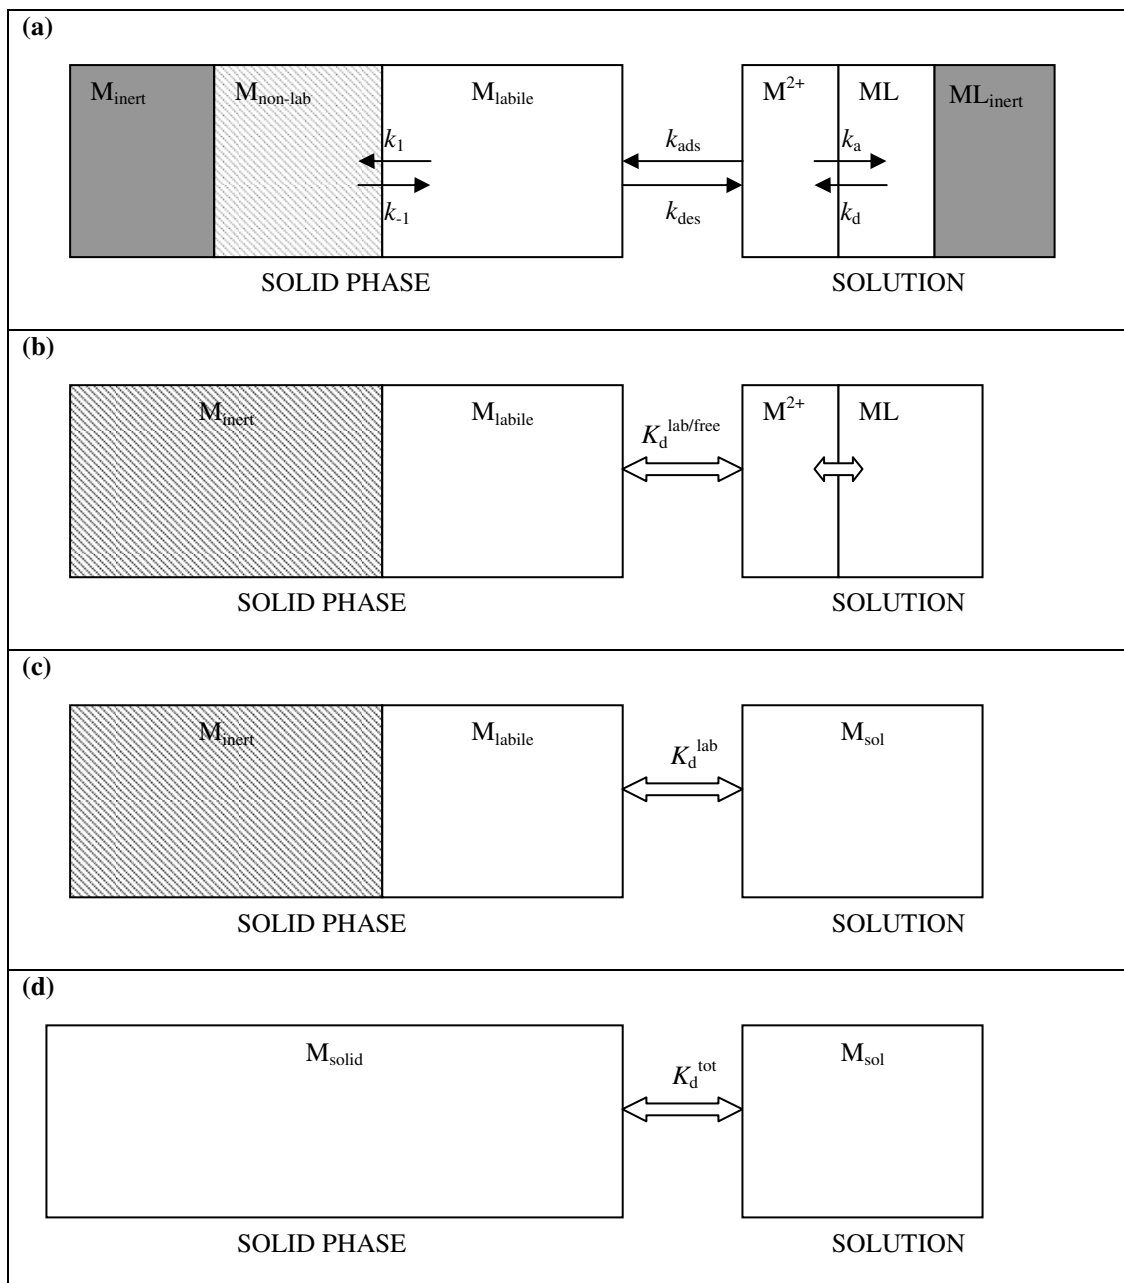 (a)
M_inert M_non-lab M_labile M²⁺ ML ML_inert
k_1 k_ads k_a
k_-1 k_des k_d
SOLID PHASE SOLUTION
(b)
M_inert M_labile K_d^lab/free M²⁺ ML
SOLID PHASE SOLUTION
(c)
M_inert M_labile K_d^lab M_sol
SOLID PHASE SOLUTION
(d)
M_solid K_d^tot M_sol
SOLID PHASE SOLUTION